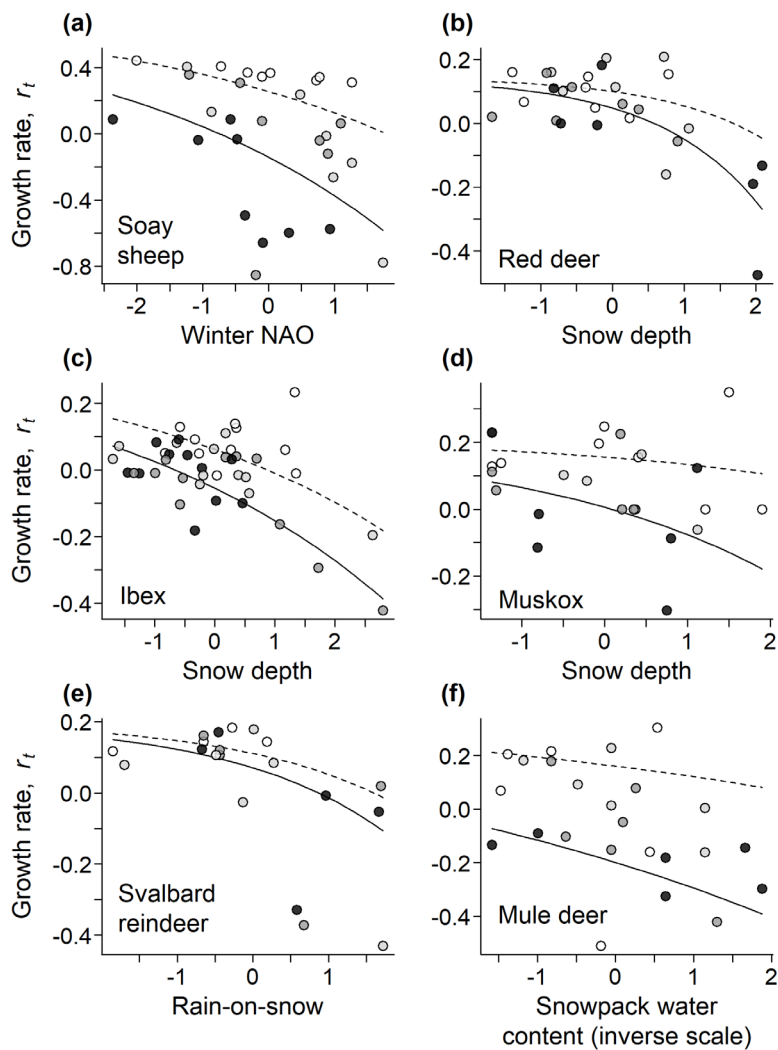 (a)
(b)
Growth rate, rt
0.4
0.0
-0.4
-0.8
Soay
sheep
-2
-1
0
1
Winter NAO
0.2
0.0
-0.2
-0.4
Red deer
-1
0
1
2
Snow depth
(c)
(d)
Growth rate, rt
0.2
0.0
-0.2
-0.4
Ibex
-1
0
1
2
Snow depth
0.4
0.2
0.0
-0.2
Muskox
-1
0
1
2
Snow depth
(e)
(f)
Growth rate, rt
0.2
0.0
-0.2
-0.4
Svalbard
reindeer
-1
0
1
Rain-on-snow
0.4
0.2
0.0
-0.2
-0.4
Mule deer
-1
0
1
2
Snowpack water
content (inverse scale)